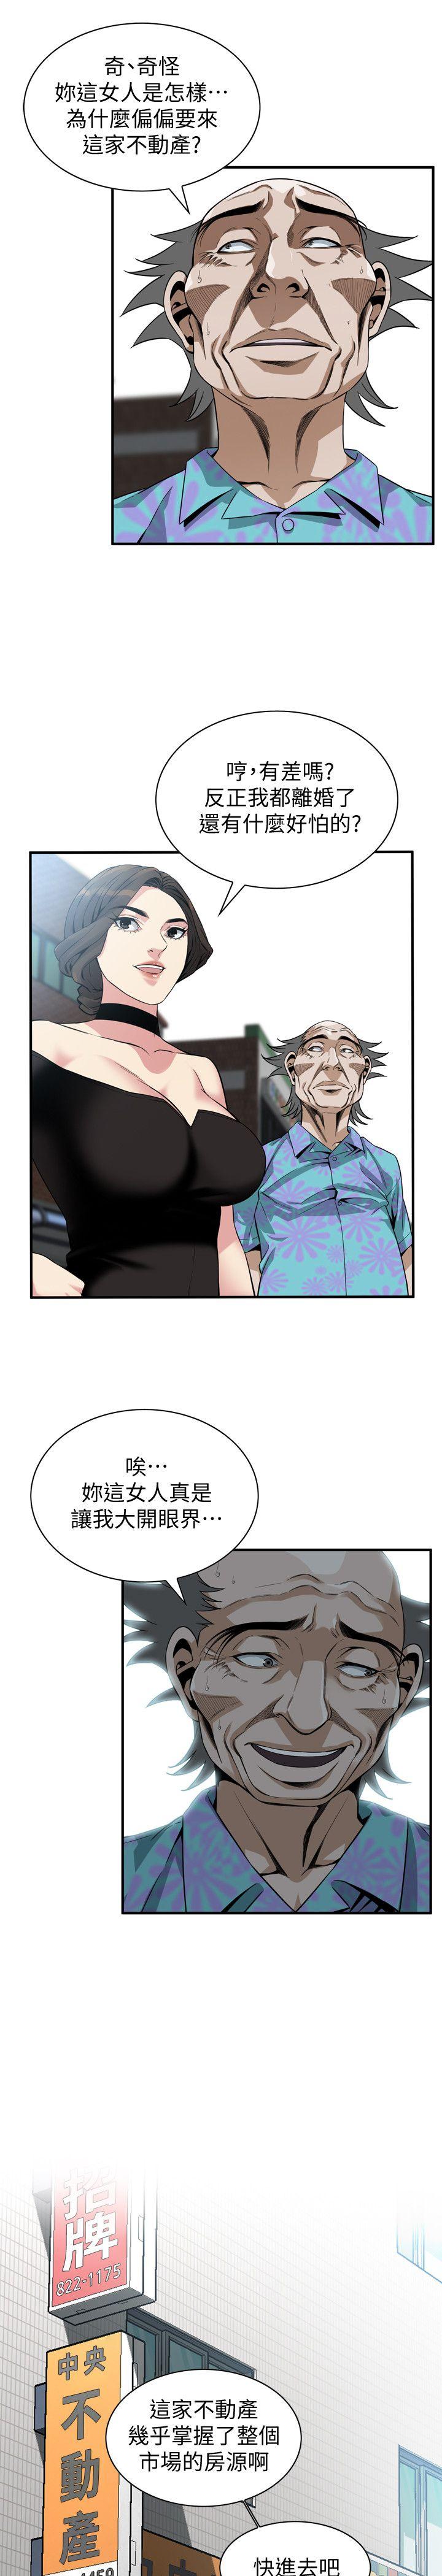 奇、奇怪
妳這女人是怎樣…
為什麼偏偏要來
這家不動產?
哼,有差嗎?
反正我都離婚了
還有什麼好怕的?
唉…
妳這女人真是
讓我大開眼界…
招牌
822-1175
中央
不動產
這家不動產
幾乎掌握了整個
市場的房源啊
快進去吧